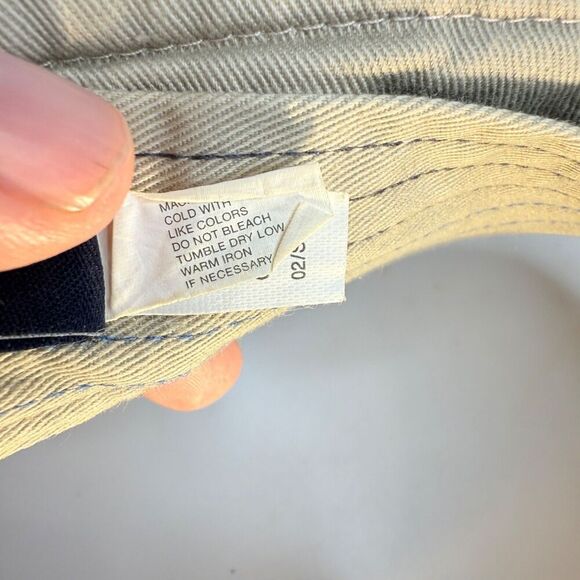 COLD WITH
LIKE COLORS
DO NOT BLEACH
TUMBLE DRY LOW
WARM IRON
IF NECESSARY
02/